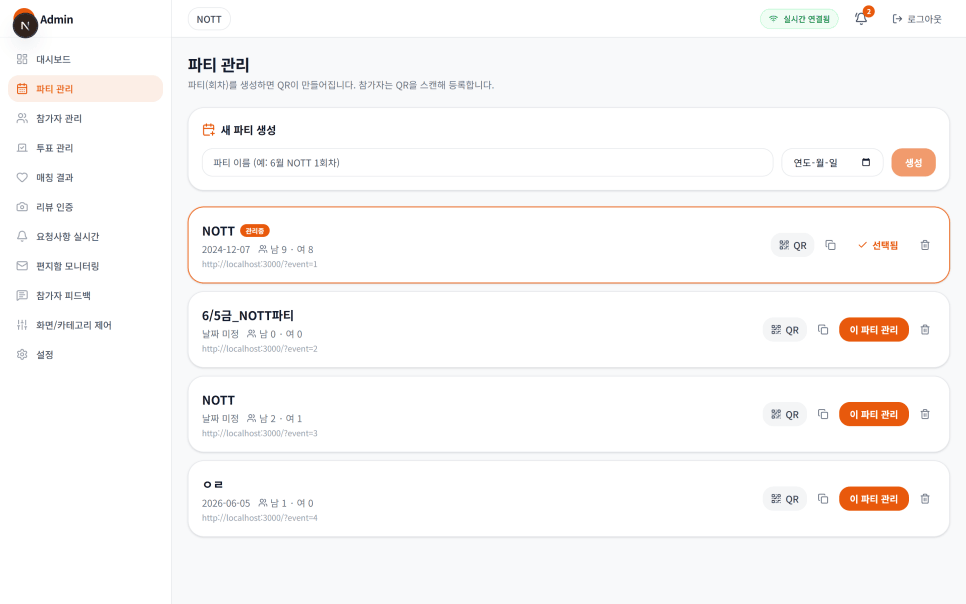 N Admin
NOTT
실시간 연결됨
2
로그아웃
대시보드
파티 관리
참가자 관리
투표 관리
매칭 결과
리뷰 인증
요청사항 실시간
편지함 모니터링
참가자 피드백
화면/카테고리 제어
설정
파티 관리
파티(회차)를 생성하면 QR이 만들어집니다. 참가자는 QR을 스캔해 등록합니다.
새 파티 생성
파티 이름 (예: 6월 NOTT 1회차)
연도-월-일
생성
NOTT 관리중
2024-12-07 남 9 · 여 8
http://localhost:3000/?event=1
QR
선택됨
6/5금_NOTT파티
날짜 미정 남 0 · 여 0
http://localhost:3000/?event=2
QR
이 파티 관리
NOTT
날짜 미정 남 2 · 여 1
http://localhost:3000/?event=3
QR
이 파티 관리
ㅇㄹ
2026-06-05 남 1 · 여 0
http://localhost:3000/?event=4
QR
이 파티 관리